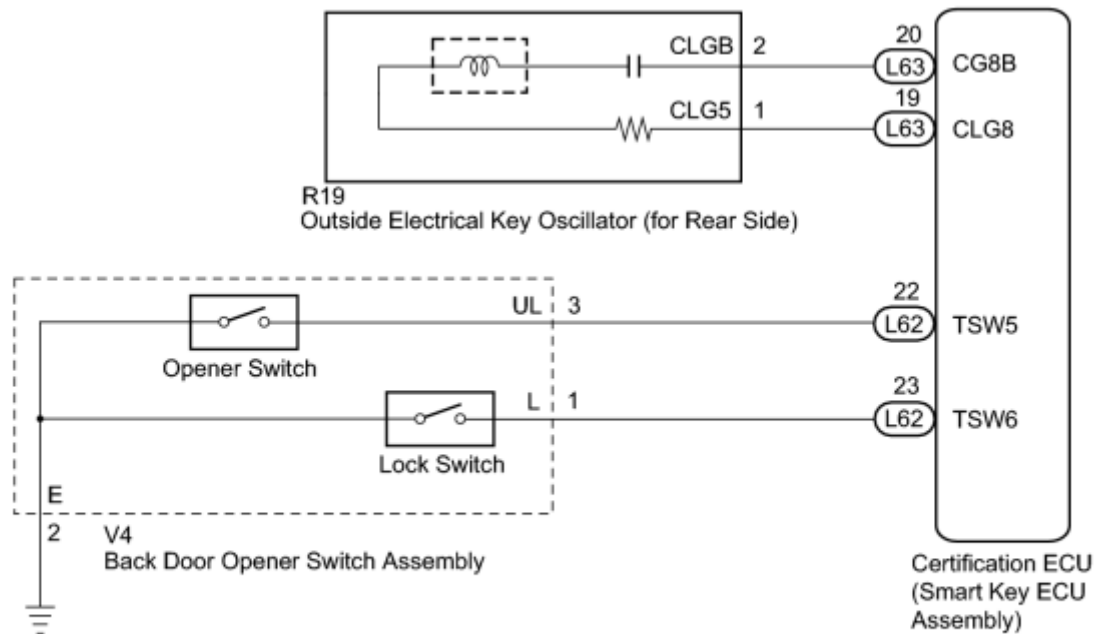 CLGB 2
20
L63 CG8B
CLG5 1
19
L63 CLG8
R19
Outside Electrical Key Oscillator (for Rear Side)
UL 3
22
L62 TSW5
Opener Switch
L 1
23
L62 TSW6
Lock Switch
E
2
V4
Back Door Opener Switch Assembly
Certification ECU
(Smart Key ECU
Assembly)